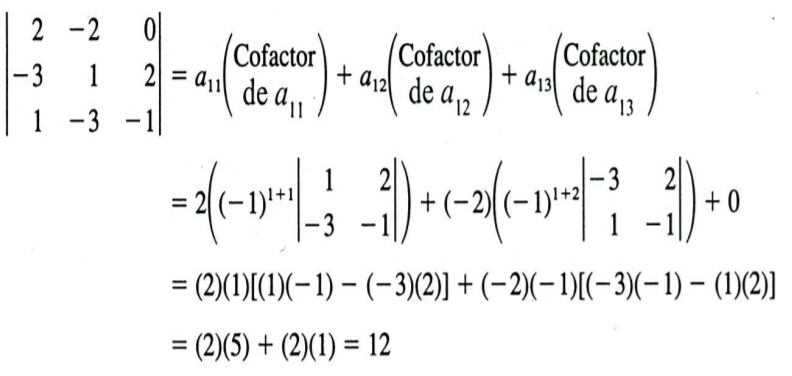 | 2 −2 0 |
| −3 1 2 | = a₁₁(Cofactor de a₁₁) + a₁₂(Cofactor de a₁₂) + a₁₃(Cofactor de a₁₃)
| 1 −3 −1 |
= 2((−1)¹⁺¹ | 1 2 ; −3 −1 |) + (−2)((−1)¹⁺² | −3 2 ; 1 −1 |) + 0
= (2)(1)[(1)(−1) − (−3)(2)] + (−2)(−1)[(−3)(−1) − (1)(2)]
= (2)(5) + (2)(1) = 12